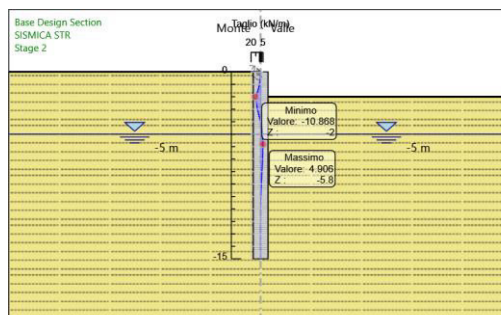 Base Design Section
SISMICA STR
Stage 2
Taglio (kN/m)
Monte
Valle
20 5
0
Minimo
Valore: -10.868
Z : -2
-5 m
-5 m
Massimo
Valore: 4.906
Z : -5.8
-15